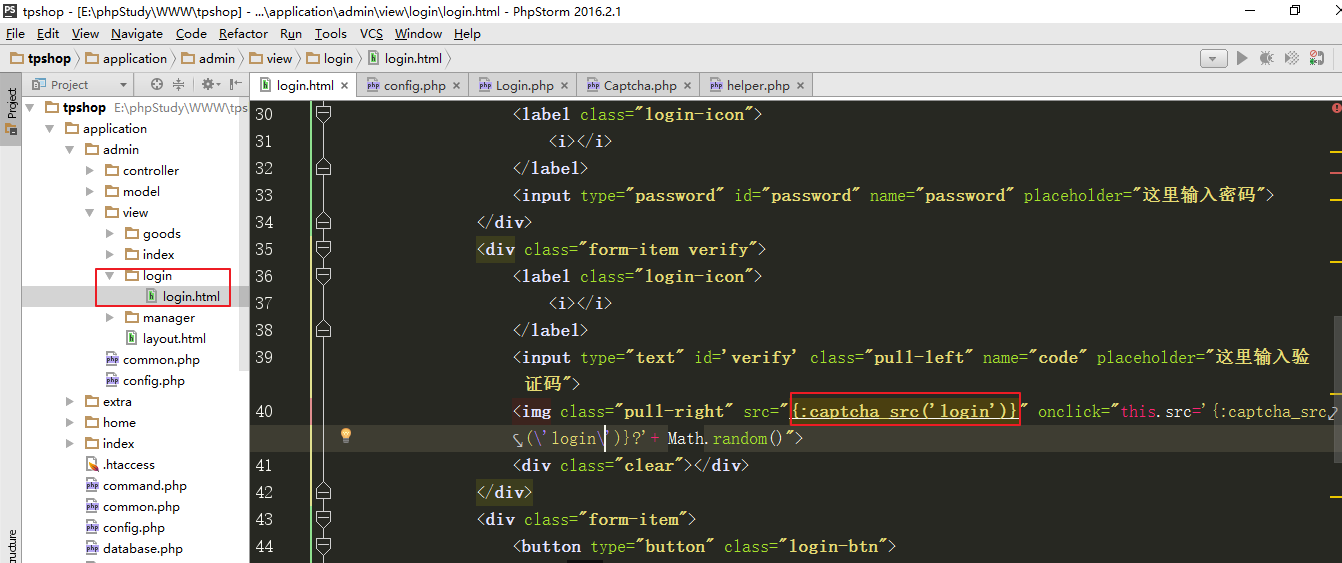 tpshop - [E:\phpStudy\WWW\tpshop] - ...\application\admin\view\login\login.html - PhpStorm 2016.2.1
File Edit View Navigate Code Refactor Run Tools VCS Window Help
tpshop application admin view login login.html
Project
Project
login.html config.php Login.php Captcha.php helper.php
tpshop E:\phpStudy\WWW\tps
application
admin
controller
model
view
goods
index
login
login.html
manager
layout.html
common.php
config.php
extra
home
index
.htaccess
command.php
common.php
config.php
database.php
ructure
30 <label class="login-icon">
31 <i></i>
32 </label>
33 <input type="password" id="password" name="password" placeholder="这里输入密码">
34 </div>
35 <div class="form-item verify">
36 <label class="login-icon">
37 <i></i>
38 </label>
39 <input type="text" id='verify' class="pull-left" name="code" placeholder="这里输入验
证码">
40 <img class="pull-right" src="{:captcha_src('login')}" onclick="this.src='{:captcha_src
(\'login\')}?'+ Math.random()">
41 <div class="clear"></div>
42 </div>
43 <div class="form-item">
44 <button type="button" class="login-btn">